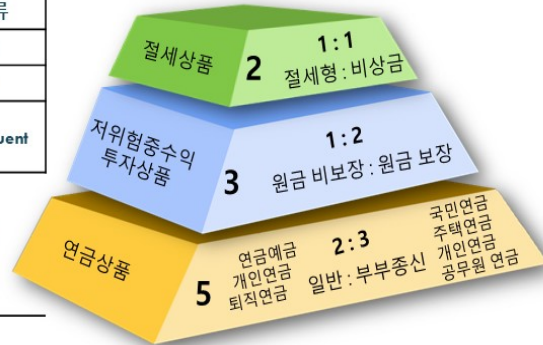 류
uent
절세상품
2
1 : 1
절세형 : 비상금
저위험중수익
투자상품
3
1 : 2
원금 비보장 : 원금 보장
연금상품
5
연금예금
개인연금
퇴직연금
2 : 3
일반 : 부부종신
국민연금
주택연금
개인연금
공무원 연금